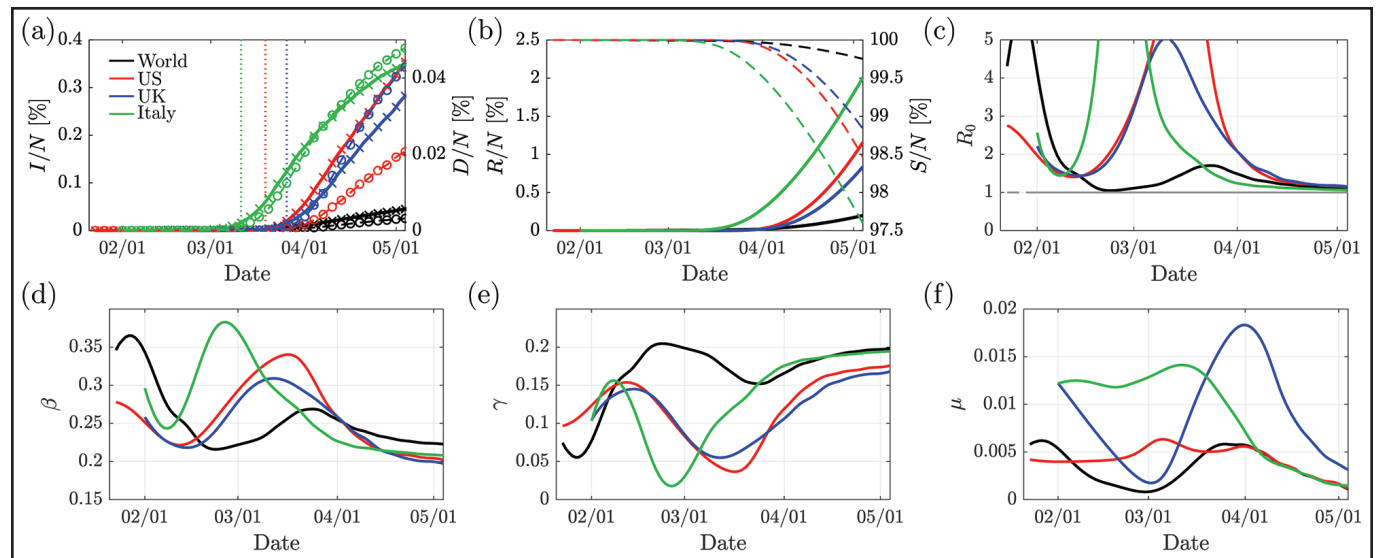 (a)
(b)
(c)
0.4
0.3
0.2
0.1
0
I/N [%]
World
US
UK
Italy
0.04
0.02
0
D/N [%]
02/01 03/01 04/01 05/01
Date
2.5
2
1.5
1
0.5
0
R/N [%]
100
99.5
99
98.5
98
97.5
S/N [%]
02/01 03/01 04/01 05/01
Date
5
4
3
2
1
0
R₀
02/01 03/01 04/01 05/01
Date
(d)
(e)
(f)
0.35
0.3
0.25
0.2
0.15
β
02/01 03/01 04/01 05/01
Date
0.2
0.15
0.1
0.05
0
γ
02/01 03/01 04/01 05/01
Date
0.02
0.015
0.01
0.005
0
μ
02/01 03/01 04/01 05/01
Date